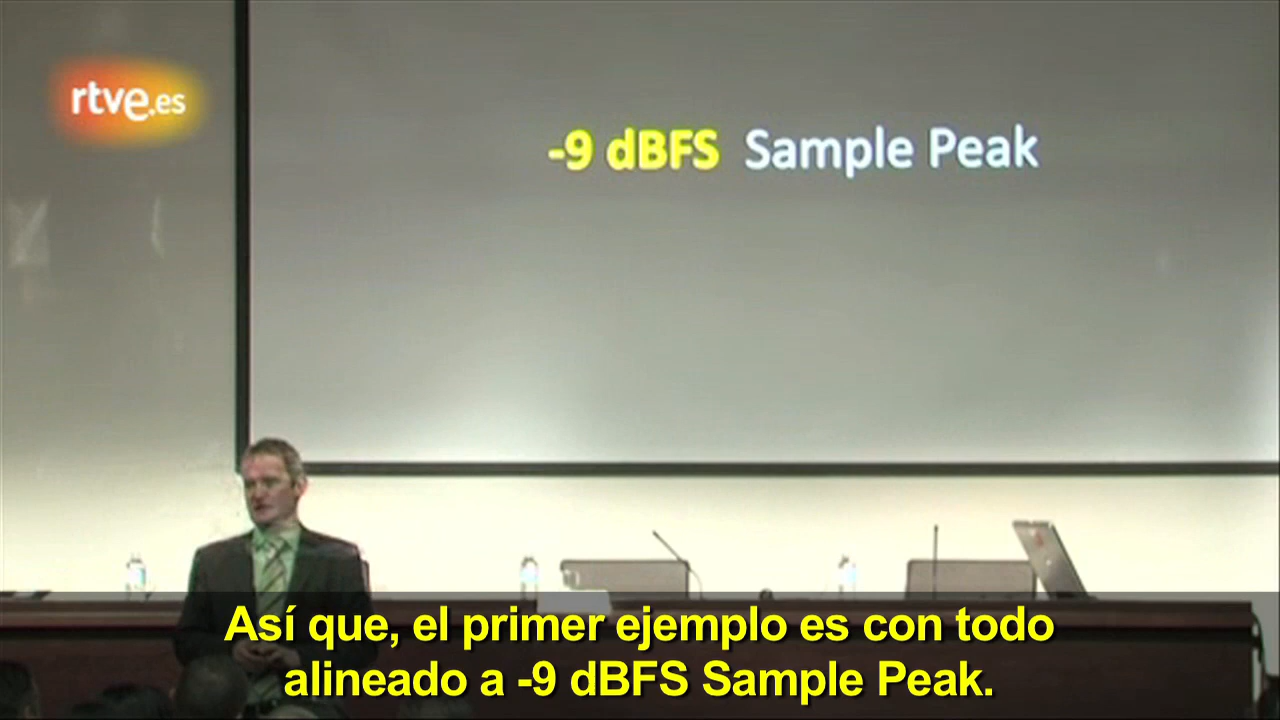 rtve.es
-9 dBFS Sample Peak
Así que, el primer ejemplo es con todo
alineado a -9 dBFS Sample Peak.